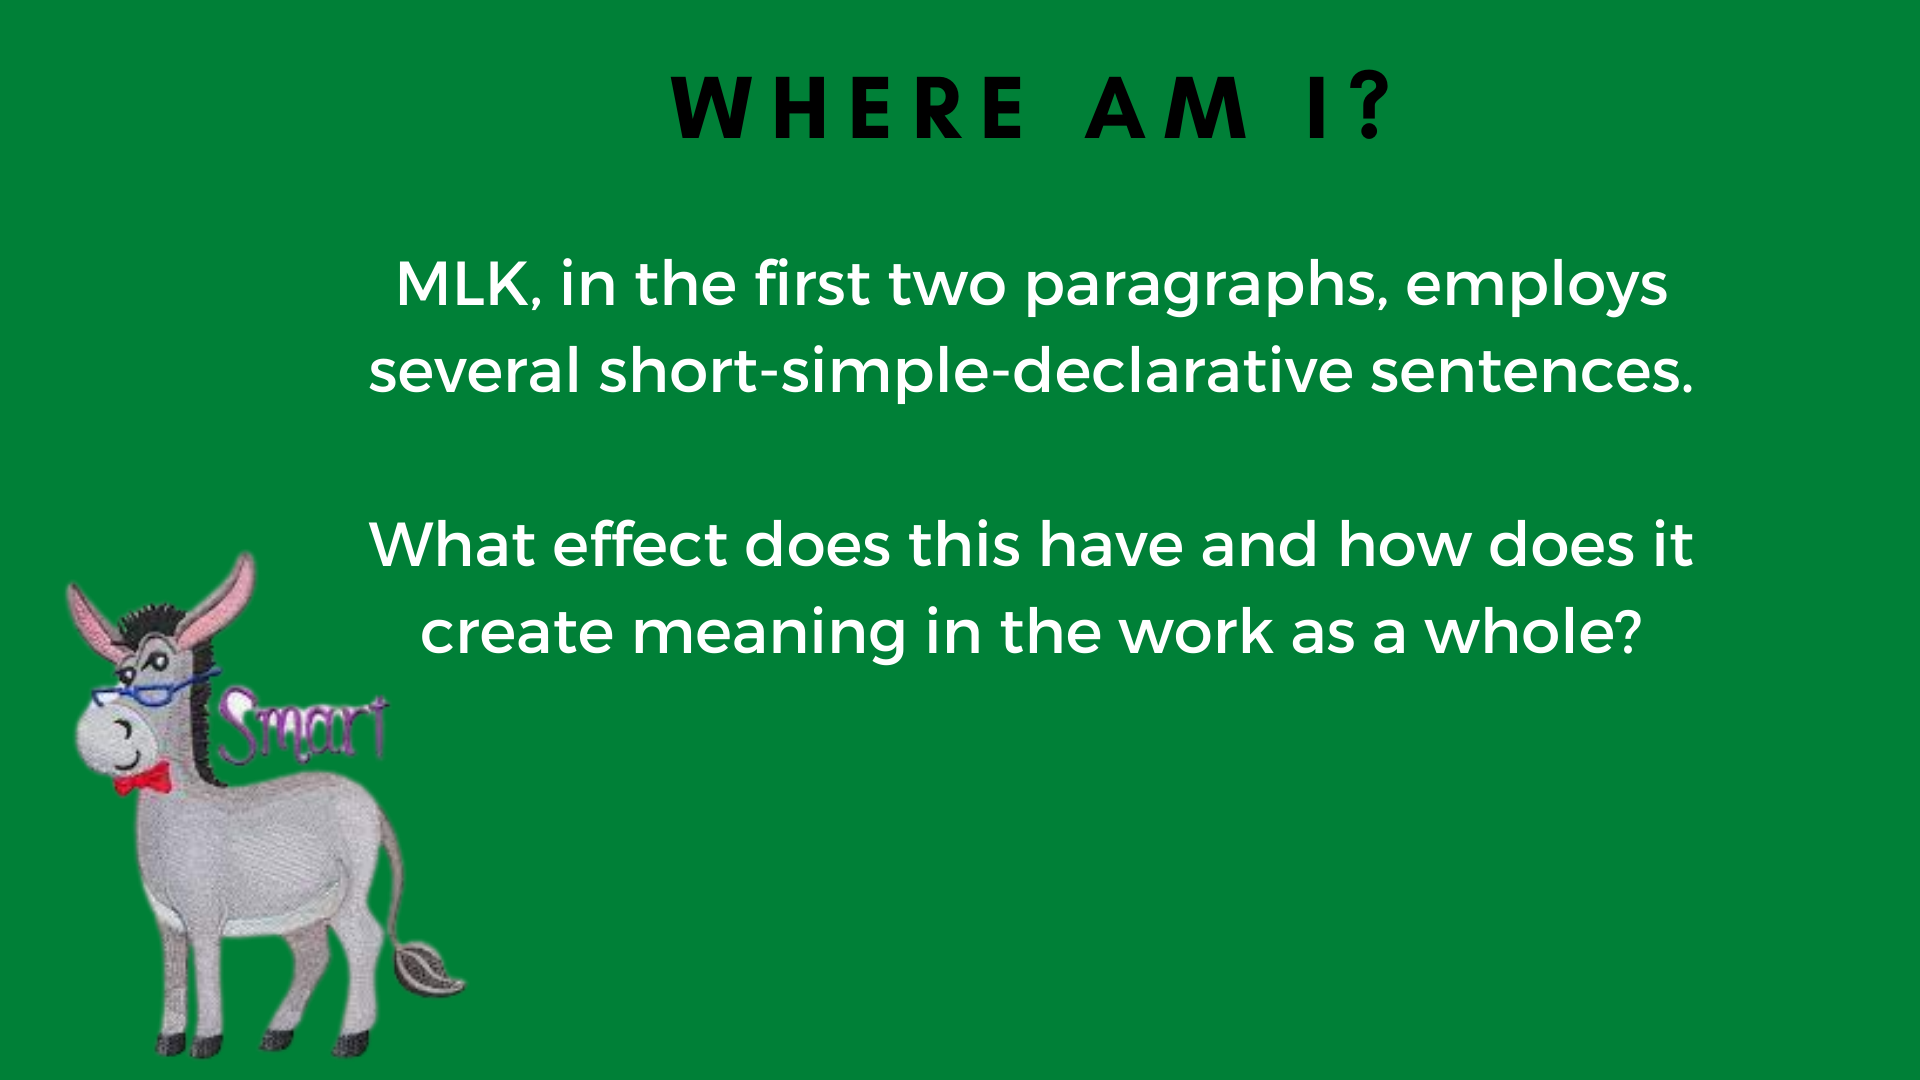 WHERE AM I?
MLK, in the first two paragraphs, employs
several short-simple-declarative sentences.
What effect does this have and how does it
create meaning in the work as a whole?
Smart